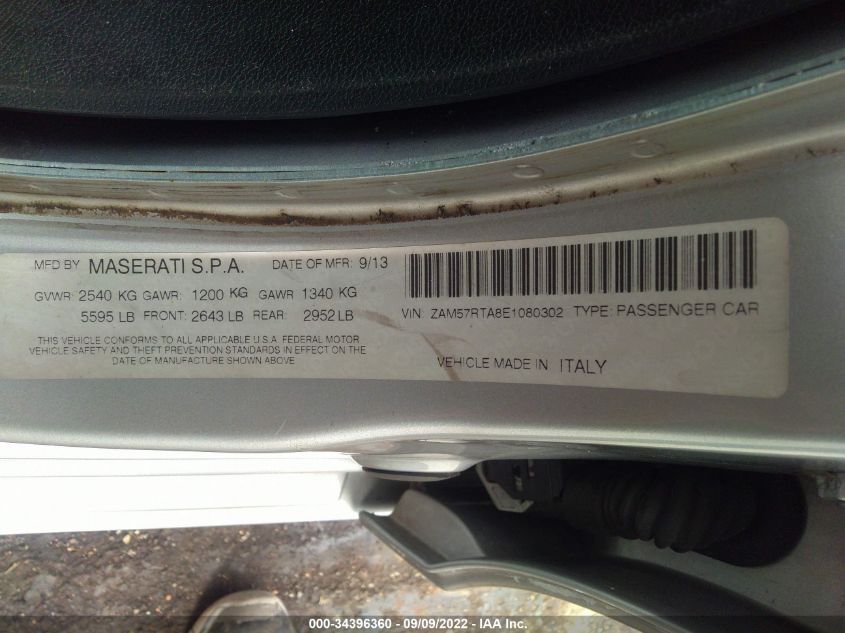 MFD BY MASERATI S.P.A. DATE OF MFR: 9/13
GVWR: 2540 KG GAWR: 1200 KG GAWR 1340 KG
5595 LB FRONT: 2643 LB REAR: 2952 LB
THIS VEHICLE CONFORMS TO ALL APPLICABLE U.S.A. FEDERAL MOTOR
VEHICLE SAFETY AND THEFT PREVENTION STANDARDS IN EFFECT ON THE
DATE OF MANUFACTURE SHOWN ABOVE
VIN: ZAM57RTA8E1080302 TYPE: PASSENGER CAR
VEHICLE MADE IN ITALY
000-34396360 - 09/09/2022 - IAA Inc.